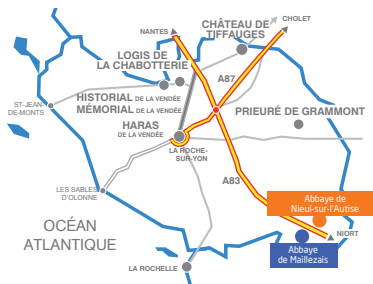 NANTES
CHÂTEAU DE
TIFFAUGES
CHOLET
LOGIS DE
LA CHABOTTERIE
A87
HISTORIAL DE LA VENDÉE
MÉMORIAL DE LA VENDÉE
ST-JEAN
DE-MONTS
PRIEURÉ DE GRAMMONT
HARAS
DE LA VENDÉE
LA ROCHE-
SUR-YON
A83
LES SABLES
D'OLONNE
Abbaye de
Nieul-sur-l'Autise
OCÉAN
ATLANTIQUE
NIORT
Abbaye
de Maillezais
LA ROCHELLE